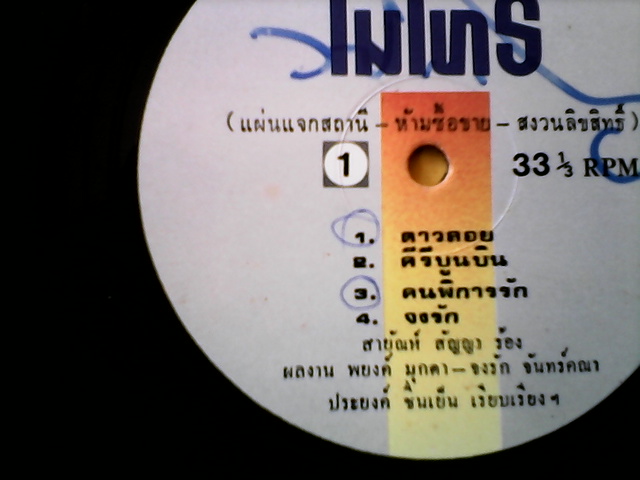 ไมโทร
(แผ่นแจกสถานี - ห้ามซื้อขาย - สงวนลิขสิทธิ์)
1 33 1/3 RPM
1. ดาวลอย
2. คีรีบูนบิน
3. คนพิการรัก
4. จงรัก
สายัณห์ สัญญา ร้อง
ผลงาน พยงค์ มุกดา - จงรัก จันทร์คณา
ประยงค์ ชื่นเย็น เรียบเรียงฯ